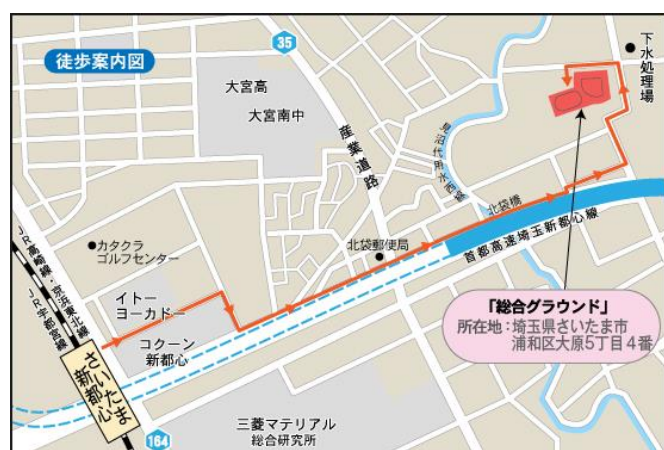 徒歩案内図
35
下水処理場
大宮高
大宮南中
産業道路
見沼代用水西縁
北袋橋
北袋郵便局
首都高速埼玉新都心線
カタクラ
ゴルフセンター
JR高崎線・京浜東北線
JR宇都宮線
イトー
ヨーカドー
コクーン
新都心
さいたま
新都心
「総合グラウンド」
所在地:埼玉県さいたま市
浦和区大原5丁目4番
三菱マテリアル
総合研究所
164